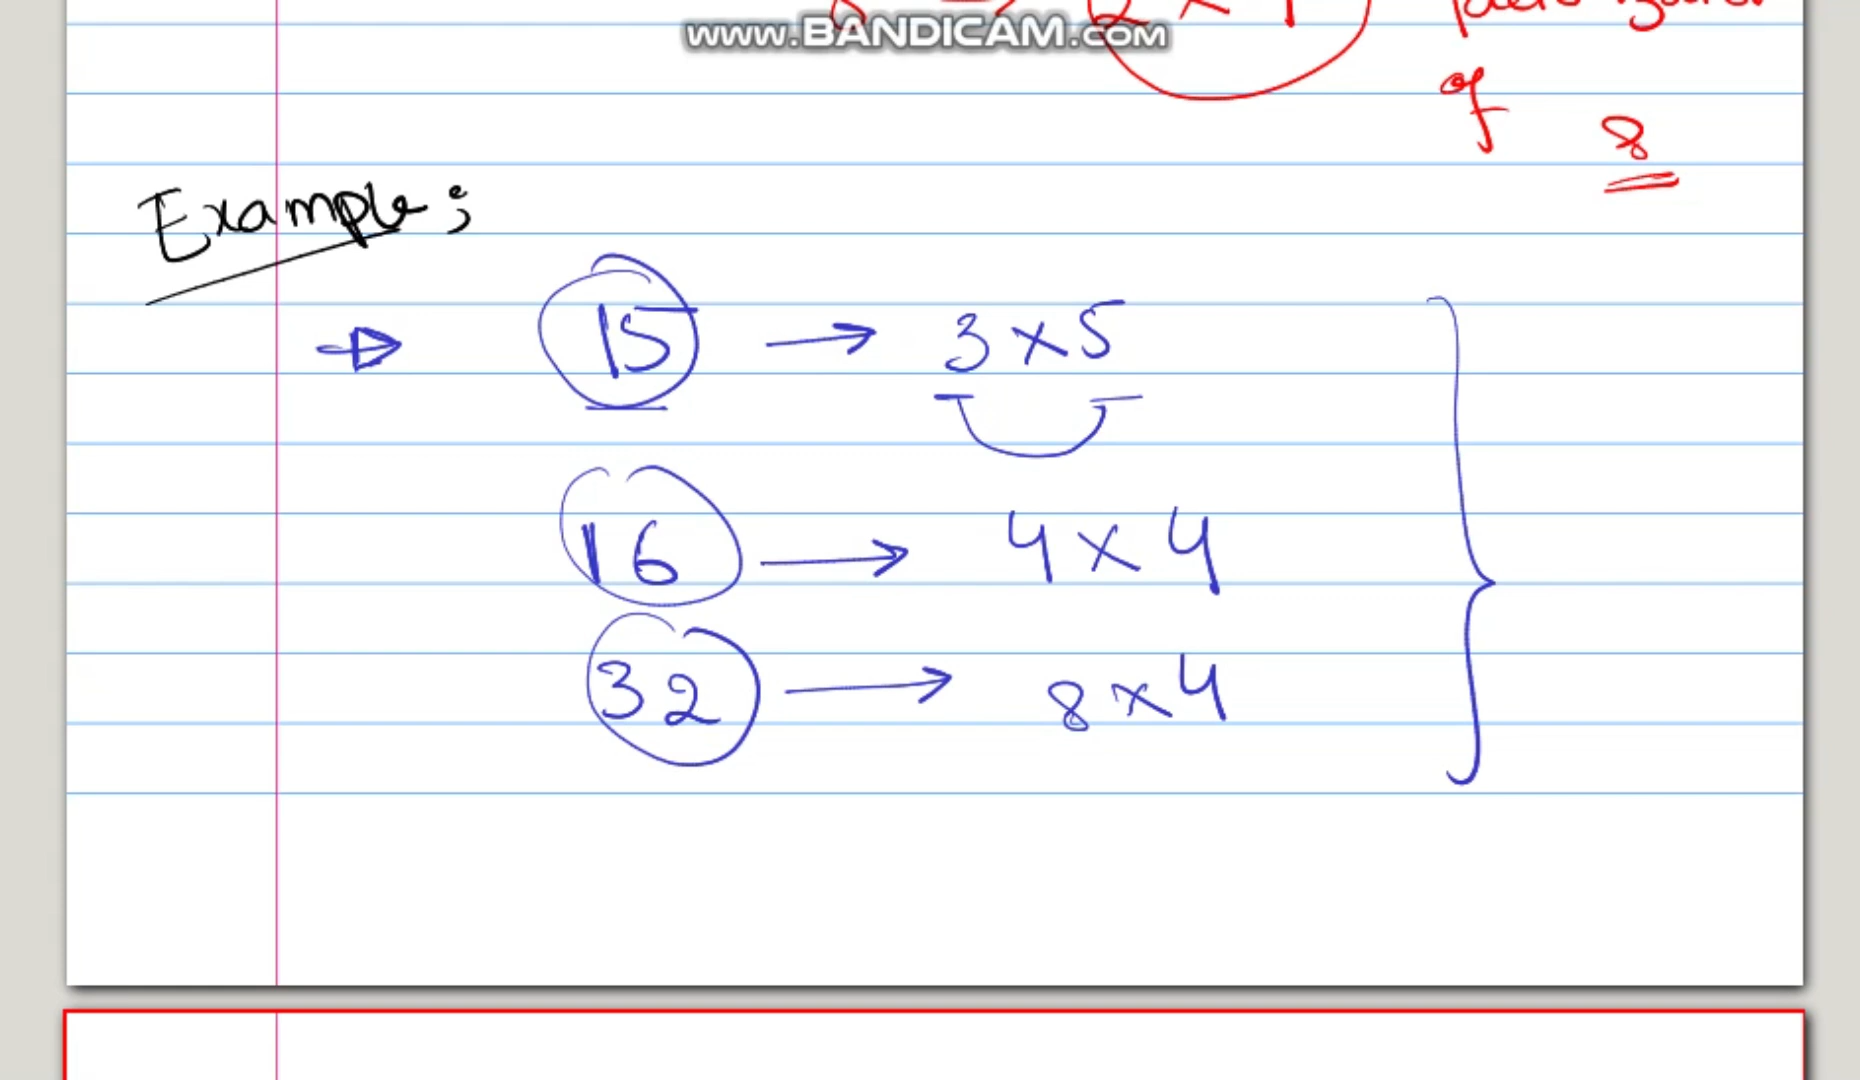 www.BANDICAM.com
of
8
Example;
15 → 3 × 5
16 → 4 × 4
32 → 8 × 4